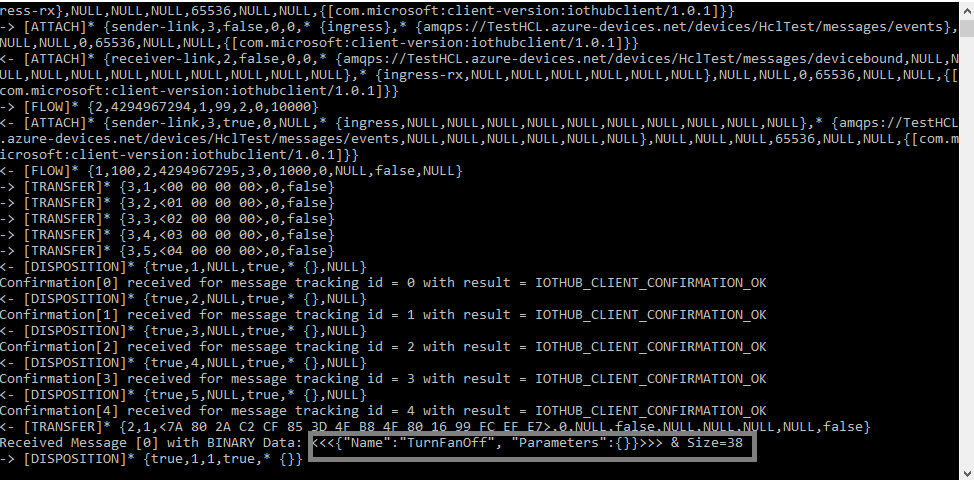 ress-rx},NULL,NULL,NULL,65536,NULL,NULL,{[com.microsoft:client-version:iothubclient/1.0.1]}}
-> [ATTACH]* {sender-link,3,false,0,0,* {ingress},* {amqps://TestHCL.azure-devices.net/devices/HclTest/messages/events},
NULL,NULL,0,65536,NULL,NULL,{[com.microsoft:client-version:iothubclient/1.0.1]}}
<- [ATTACH]* {receiver-link,2,false,0,0,* {amqps://TestHCL.azure-devices.net/devices/HclTest/messages/devicebound,NULL,N
ULL,NULL,NULL,NULL,NULL,NULL,NULL,NULL,NULL},* {ingress-rx,NULL,NULL,NULL,NULL,NULL,NULL},NULL,NULL,0,65536,NULL,NULL,{[
com.microsoft:client-version:iothubclient/1.0.1]}}
-> [FLOW]* {2,4294967294,1,99,2,0,10000}
<- [ATTACH]* {sender-link,3,true,0,NULL,* {ingress,NULL,NULL,NULL,NULL,NULL,NULL,NULL,NULL,NULL,NULL},* {amqps://TestHCL
.azure-devices.net/devices/HclTest/messages/events,NULL,NULL,NULL,NULL,NULL,NULL},NULL,NULL,NULL,65536,NULL,NULL,{[com.m
icrosoft:client-version:iothubclient/1.0.1]}}
<- [FLOW]* {1,100,2,4294967295,3,0,1000,0,NULL,false,NULL}
-> [TRANSFER]* {3,1,<00 00 00 00>,0,false}
-> [TRANSFER]* {3,2,<01 00 00 00>,0,false}
-> [TRANSFER]* {3,3,<02 00 00 00>,0,false}
-> [TRANSFER]* {3,4,<03 00 00 00>,0,false}
-> [TRANSFER]* {3,5,<04 00 00 00>,0,false}
<- [DISPOSITION]* {true,1,NULL,true,* {},NULL}
Confirmation[0] received for message tracking id = 0 with result = IOTHUB_CLIENT_CONFIRMATION_OK
<- [DISPOSITION]* {true,2,NULL,true,* {},NULL}
Confirmation[1] received for message tracking id = 1 with result = IOTHUB_CLIENT_CONFIRMATION_OK
<- [DISPOSITION]* {true,3,NULL,true,* {},NULL}
Confirmation[2] received for message tracking id = 2 with result = IOTHUB_CLIENT_CONFIRMATION_OK
<- [DISPOSITION]* {true,4,NULL,true,* {},NULL}
Confirmation[3] received for message tracking id = 3 with result = IOTHUB_CLIENT_CONFIRMATION_OK
<- [DISPOSITION]* {true,5,NULL,true,* {},NULL}
Confirmation[4] received for message tracking id = 4 with result = IOTHUB_CLIENT_CONFIRMATION_OK
<- [TRANSFER]* {2,1,<7A 80 2A C2 CF 85 3D 4F B8 4F 80 16 99 FC EF E7>,0,NULL,false,NULL,NULL,NULL,NULL,false}
Received Message [0] with BINARY Data: <<<{"Name":"TurnFanOff", "Parameters":{}}>>> & Size=38
-> [DISPOSITION]* {true,1,1,true,* {}}